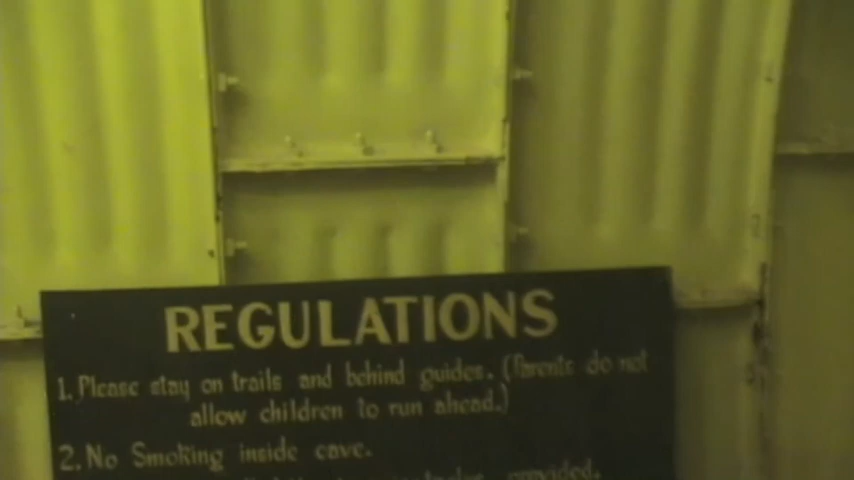 REGULATIONS
1. Please stay on trails and behind guides. (Parents do not
allow children to run ahead.)
2. No Smoking inside cave.
provided.